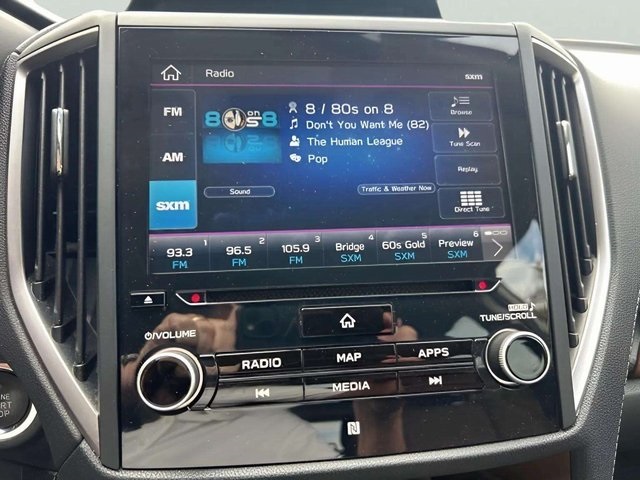 Radio
sxm
FM
AM
sxm
8 on 8
8 / 80s on 8
Don't You Want Me (82)
The Human League
Pop
Sound
Traffic & Weather Now
Browse
Tune Scan
Replay
Direct Tune
1
93.3
FM
2
96.5
FM
3
105.9
FM
4
Bridge
SXM
5
60s Gold
SXM
6
Preview
SXM
/VOLUME
TUNE/SCROLL
RADIO
MAP
APPS
MEDIA
N